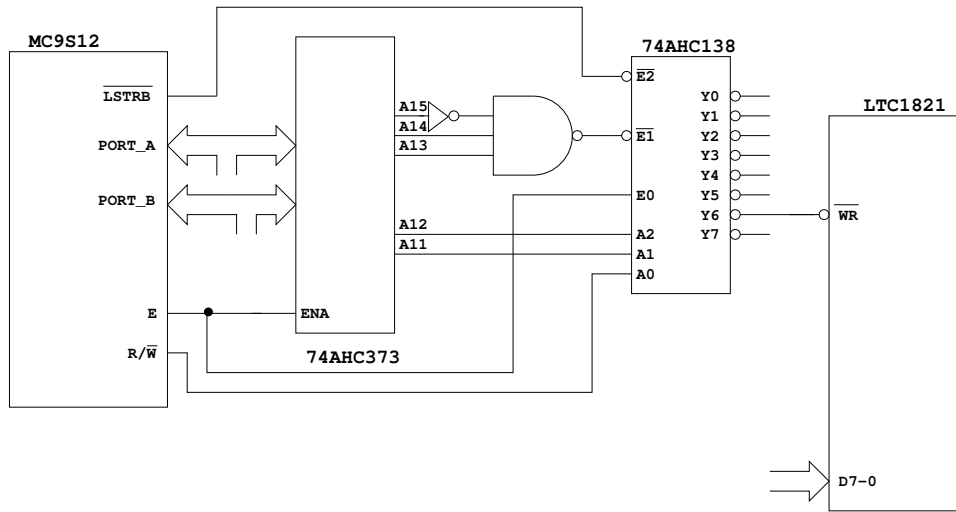 MC9S12
LSTRB
PORT_A
PORT_B
E
R/W
ENA
74AHC373
A15
A14
A13
A12
A11
74AHC138
E2
E1
E0
A2
A1
A0
Y0
Y1
Y2
Y3
Y4
Y5
Y6
Y7
LTC1821
WR
D7-0